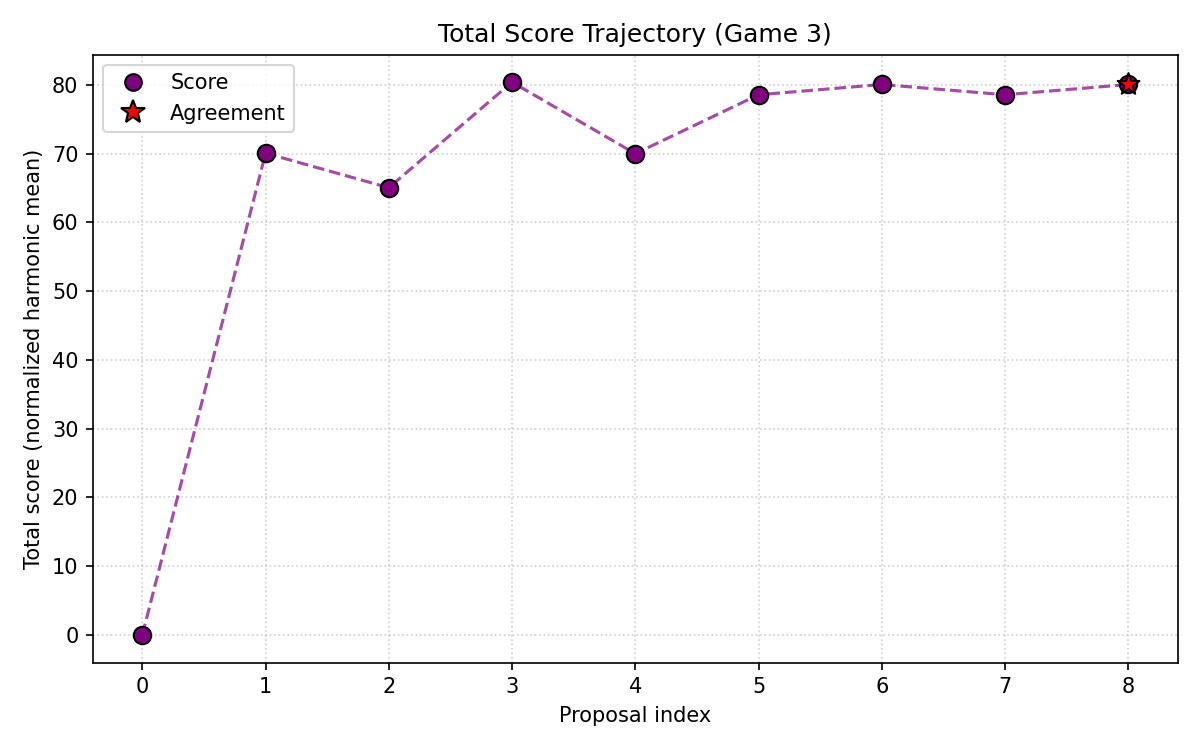 Total Score Trajectory (Game 3)
Score
Agreement
Total score (normalized harmonic mean)
80
70
60
50
40
30
20
10
0
0 1 2 3 4 5 6 7 8
Proposal index